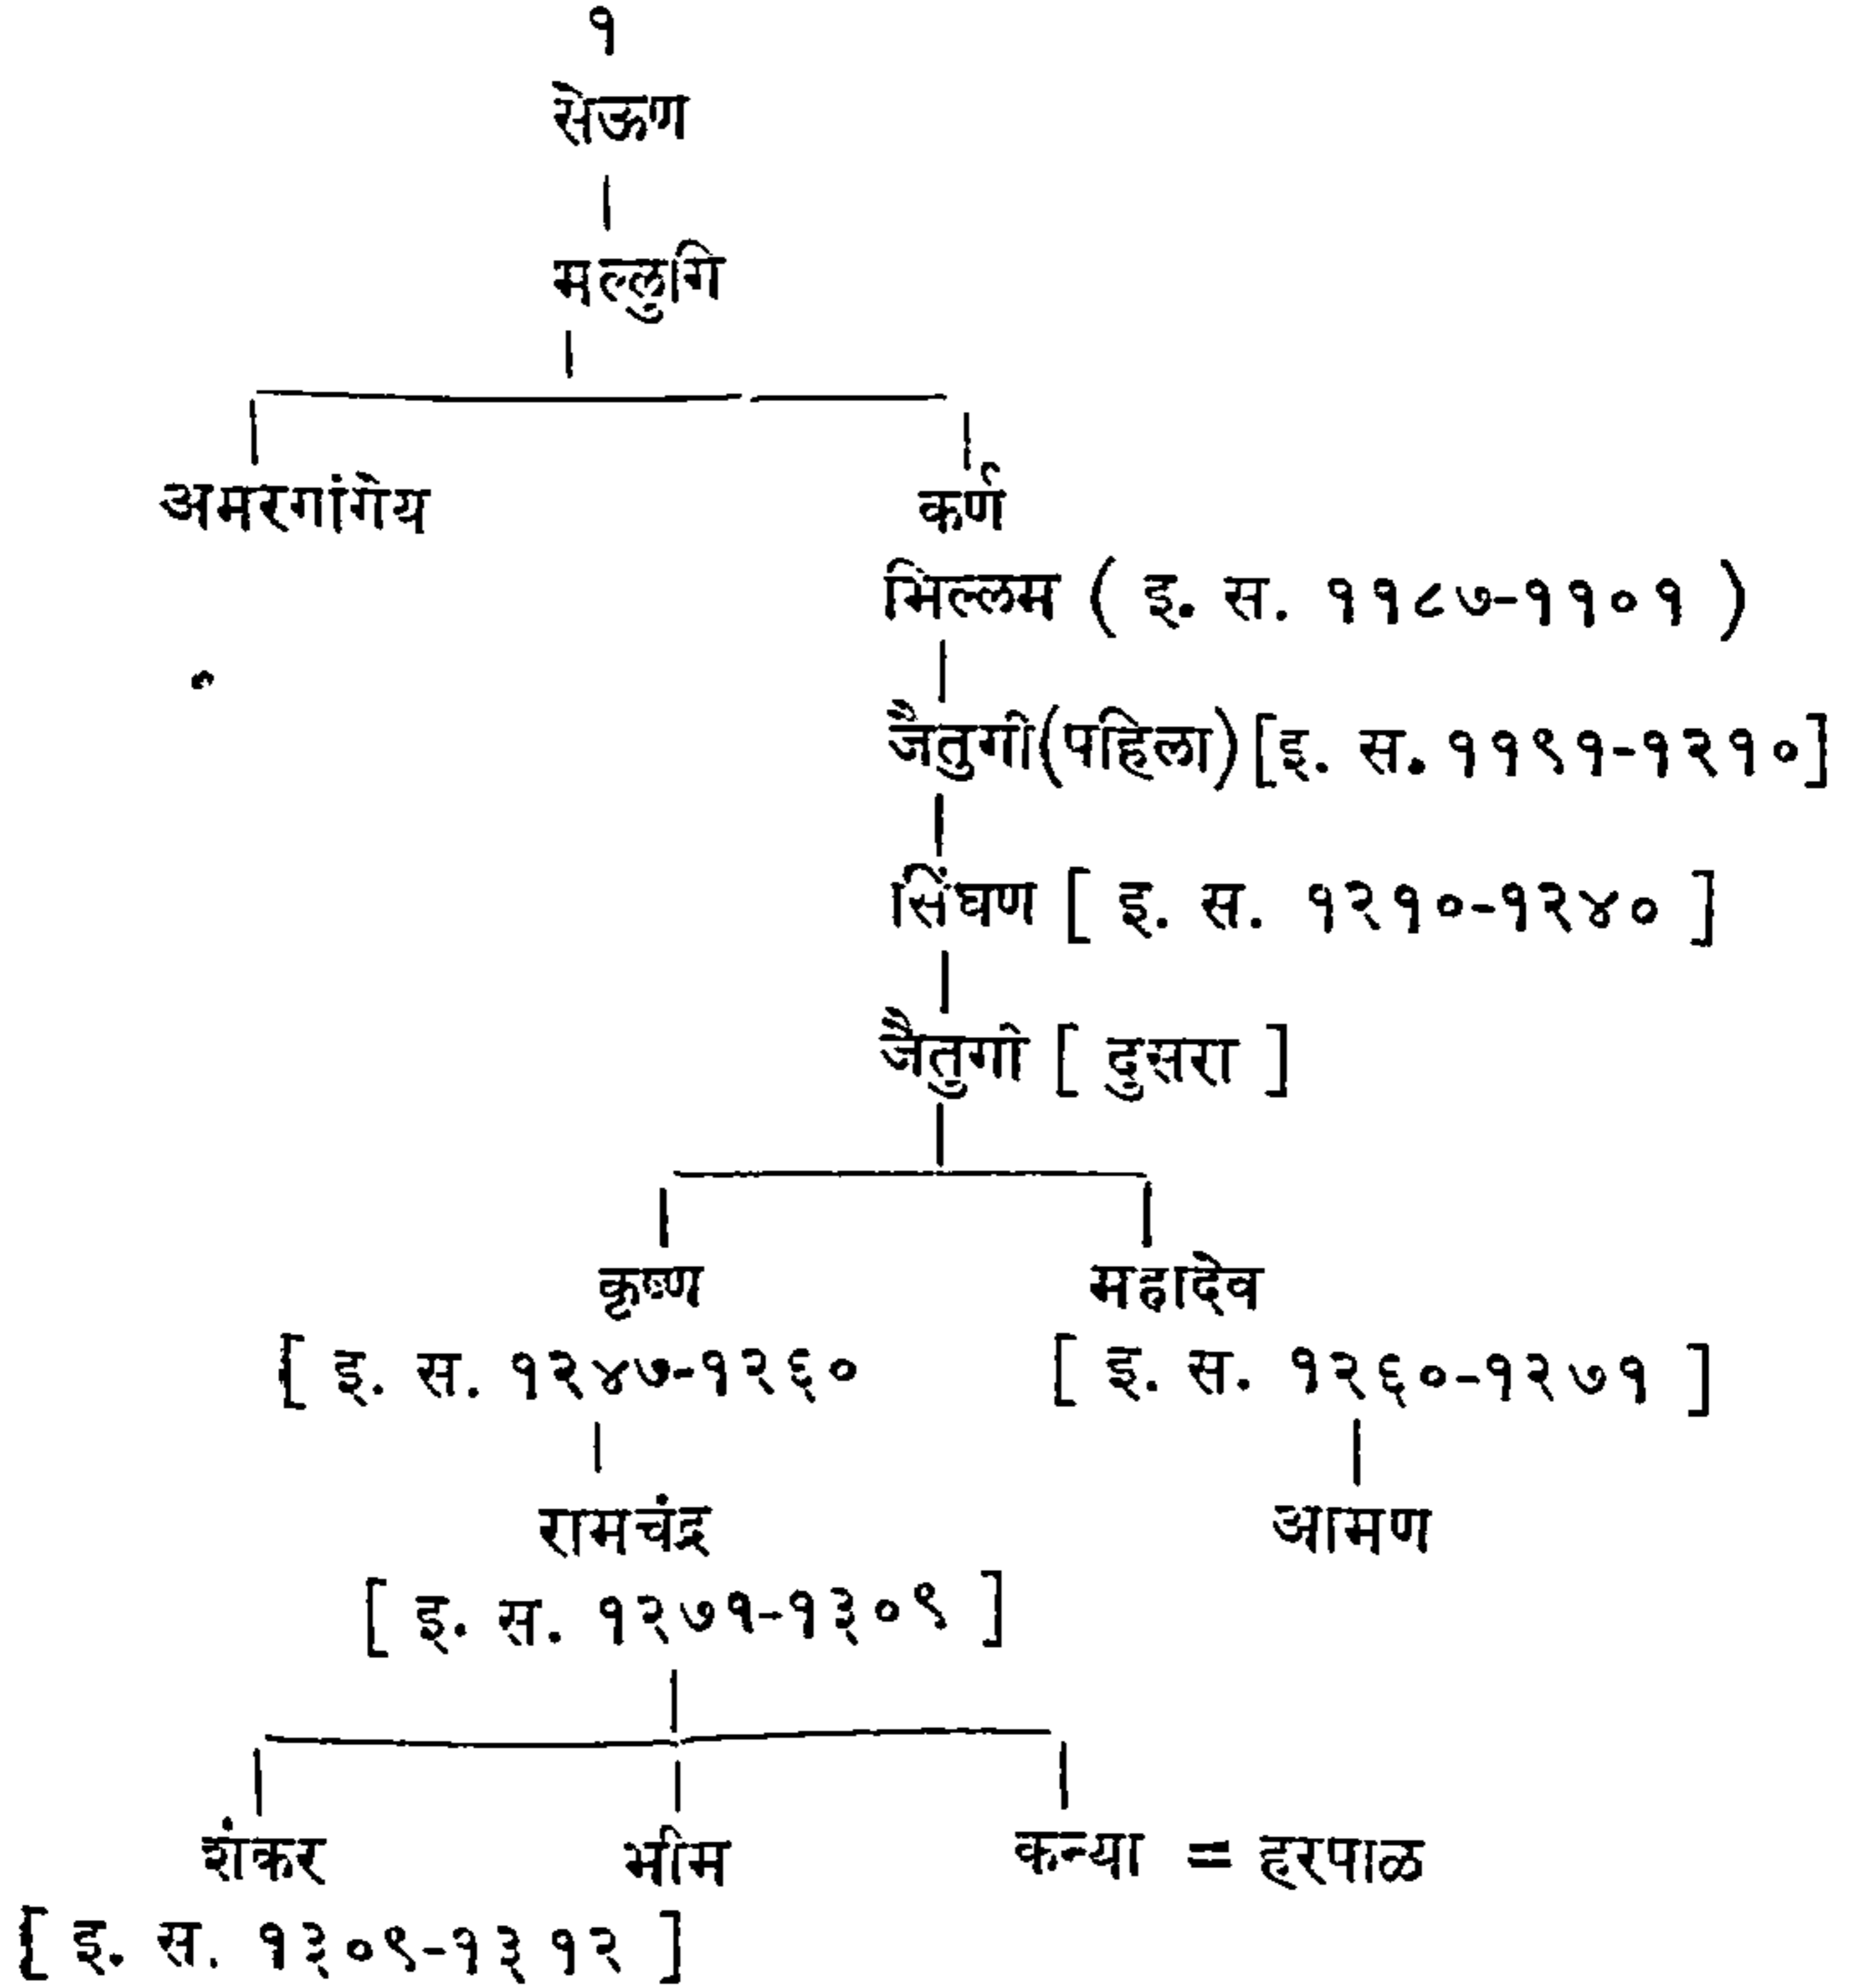 १
सेऊण
मल्लुगि
अमरगांगेय कर्ण
भिल्लम ( इ. स. ११८७-११०१ )
जैतुगी(पहिला)[इ. स. ११९१-१२१०]
सिंघण [ इ. स. १२१०-१२४० ]
जैतुगी [ दुसरा ]
कृष्ण महादेव
[ इ. स. १२४७-१२६० [ इ. स. १२६०-१२७१ ]
रामचंद्र आमण
[ इ. स. १२७१-१३०९ ]
शंकर भीम कन्या = हरपाळ
[ इ. स. १३०९-१३१२ ]